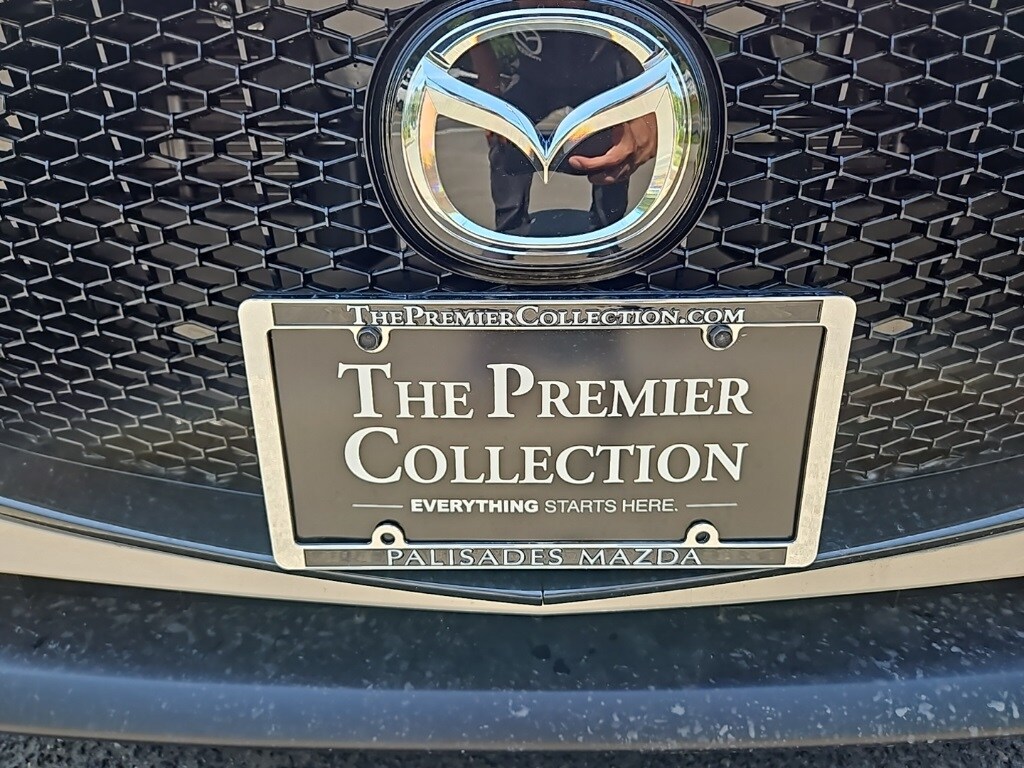 THEPREMIERCOLLECTION.COM
THE PREMIER
COLLECTION
EVERYTHING STARTS HERE.
PALISADES MAZDA